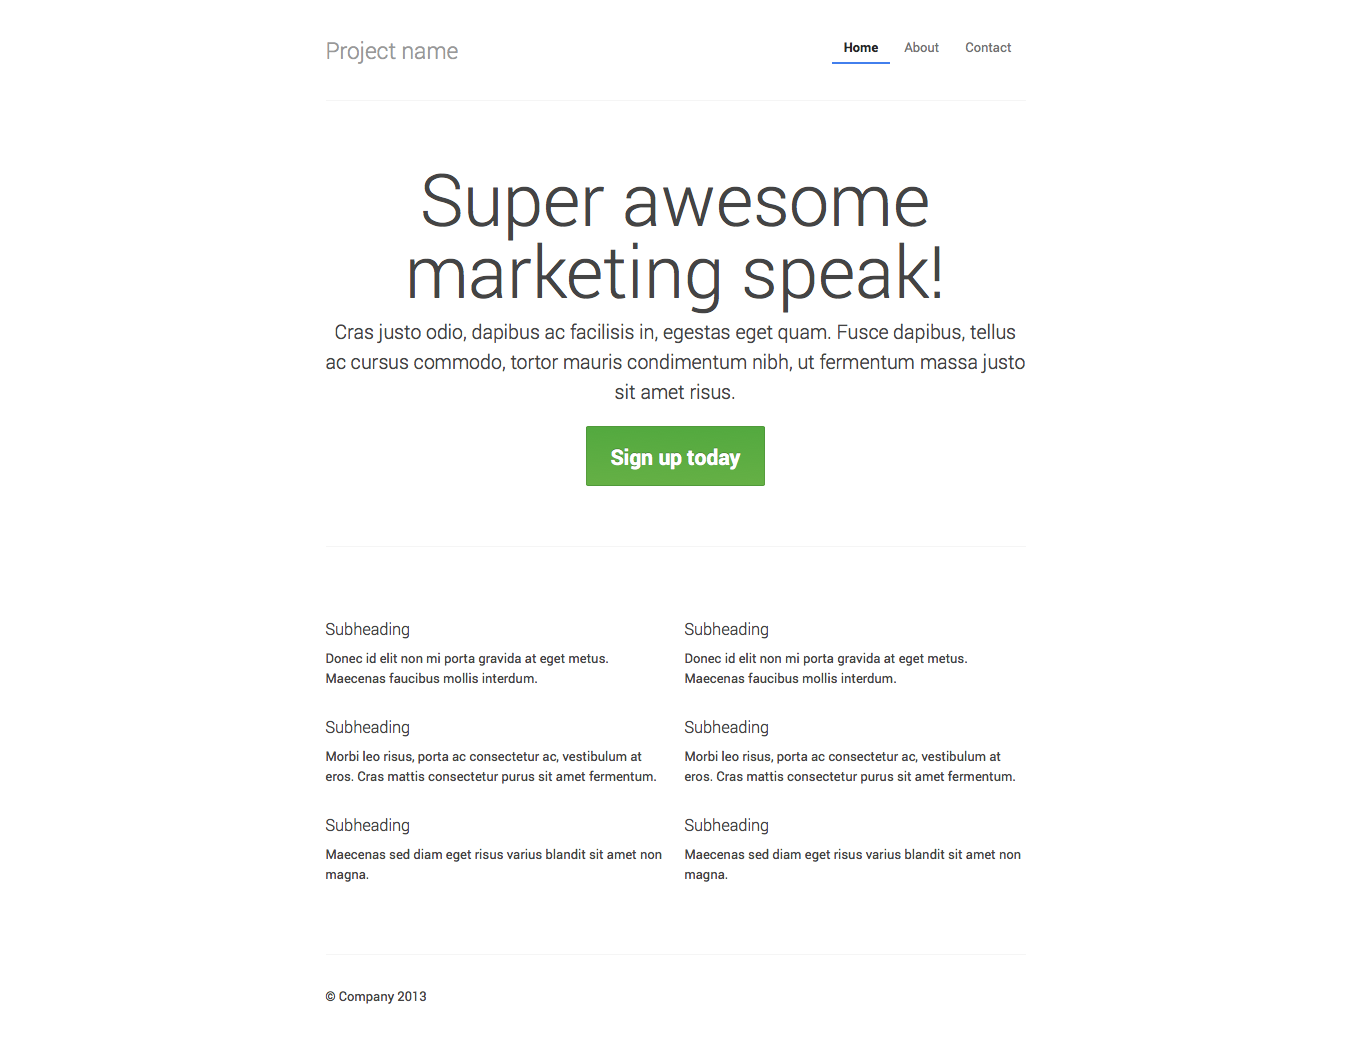 Project name
Home About Contact
Super awesome
marketing speak!
Cras justo odio, dapibus ac facilisis in, egestas eget quam. Fusce dapibus, tellus
ac cursus commodo, tortor mauris condimentum nibh, ut fermentum massa justo
sit amet risus.
Sign up today
Subheading
Donec id elit non mi porta gravida at eget metus.
Maecenas faucibus mollis interdum.
Subheading
Morbi leo risus, porta ac consectetur ac, vestibulum at
eros. Cras mattis consectetur purus sit amet fermentum.
Subheading
Maecenas sed diam eget risus varius blandit sit amet non
magna.
Subheading
Donec id elit non mi porta gravida at eget metus.
Maecenas faucibus mollis interdum.
Subheading
Morbi leo risus, porta ac consectetur ac, vestibulum at
eros. Cras mattis consectetur purus sit amet fermentum.
Subheading
Maecenas sed diam eget risus varius blandit sit amet non
magna.
© Company 2013